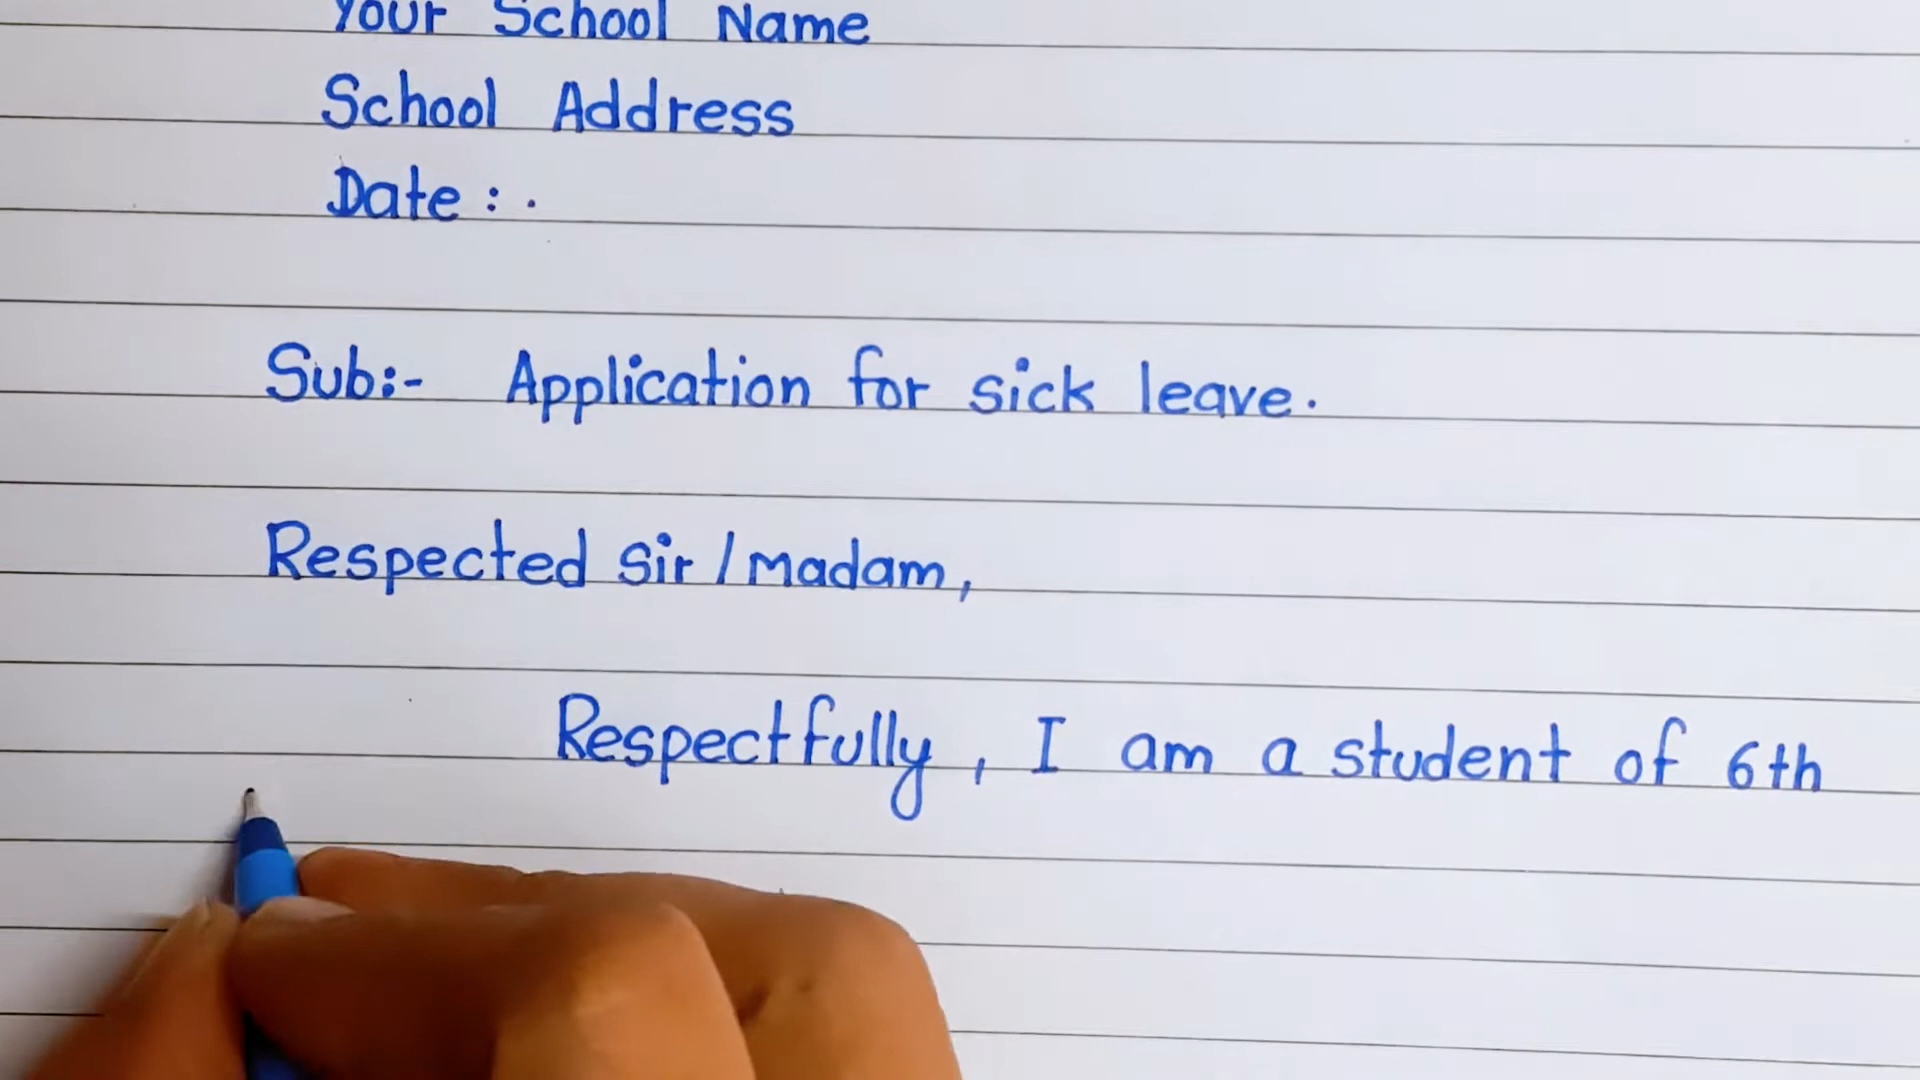 Your School Name
School Address
Date : .
Sub:- Application for sick leave.
Respected Sir / Madam,
Respectfully, I am a student of 6th